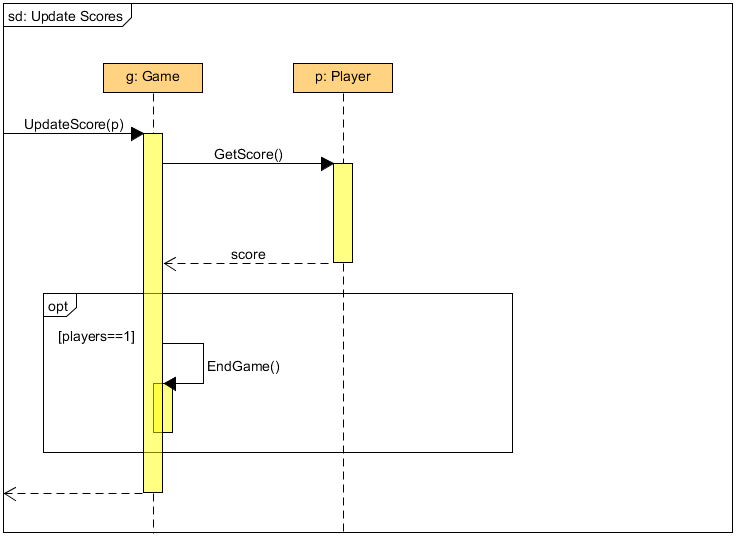 sd: Update Scores
g: Game
p: Player
UpdateScore(p)
GetScore()
score
opt
[players==1]
EndGame()